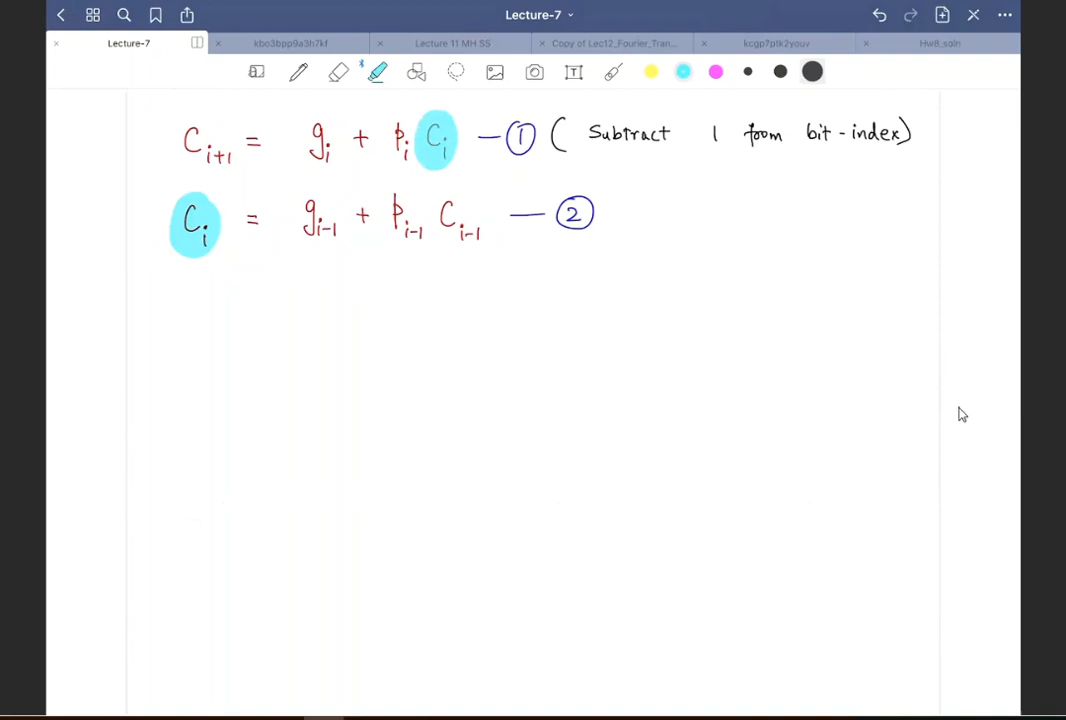 Lecture-7
Lecture-7 kbo3bpp9a3h7kf Lecture 11 MH SS Copy of Lec12_Fourier_Tran... kcgp7ptk2youv Hw8_soln
C_{i+1} = g_i + p_i C_i — ① ( Subtract 1 from bit-index)
C_i = g_{i-1} + p_{i-1} C_{i-1} — ②